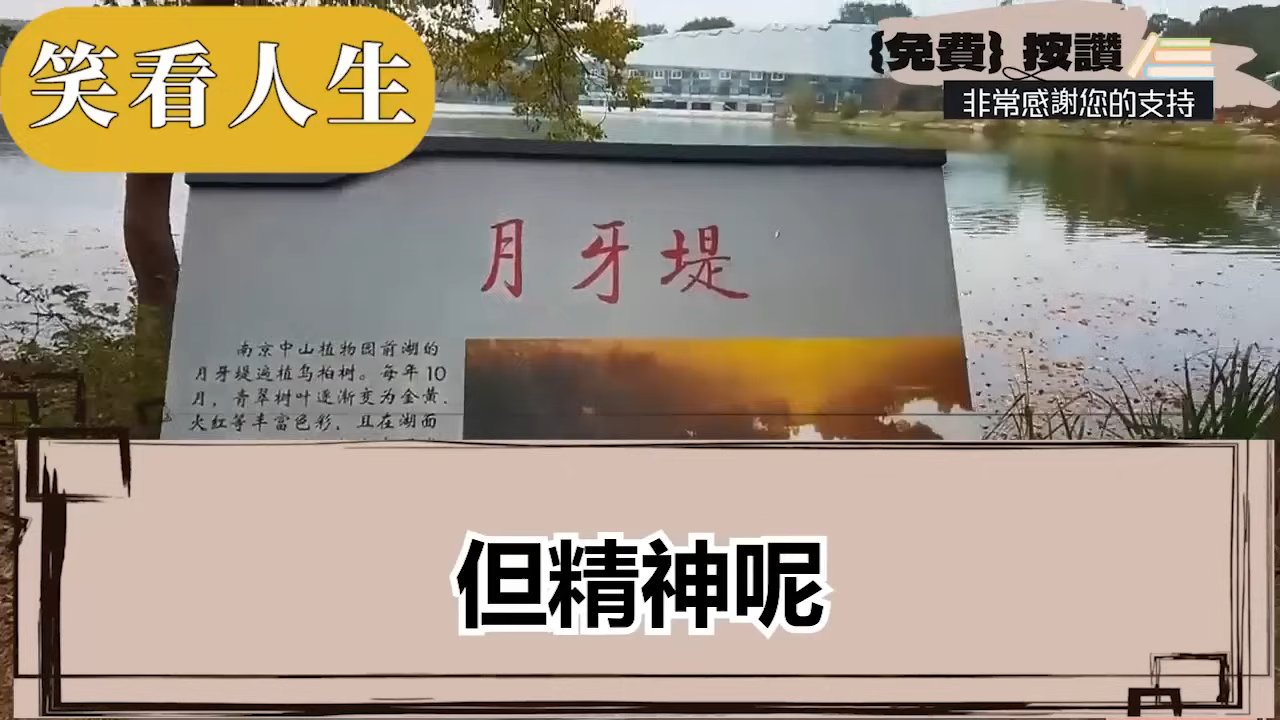 笑看人生
{免費} 按讚
非常感謝您的支持
月牙堤
南京中山植物园前湖的
月牙堤遍植乌桕树。每年10
月，青翠树叶逐渐变为金黄、
火红等丰富色彩，且在湖面
但精神呢